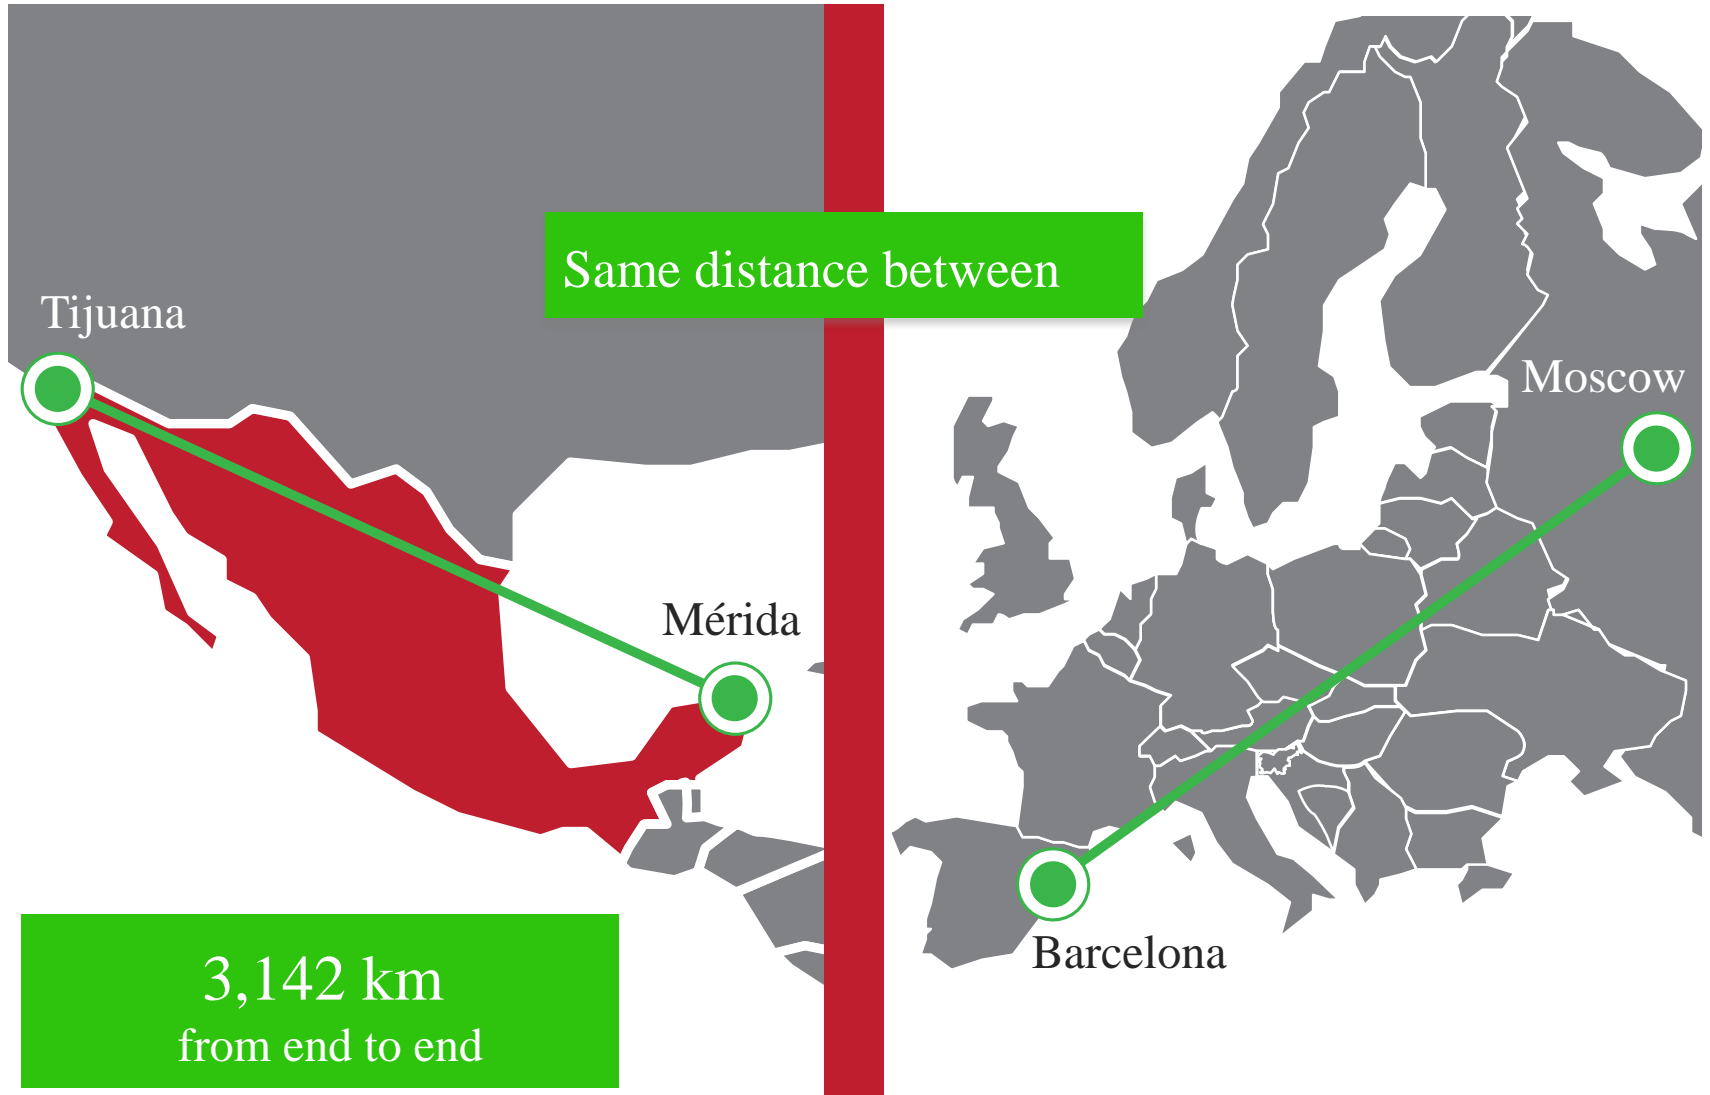 Same distance between
Tijuana
Moscow
Mérida
Barcelona
3,142 km
from end to end